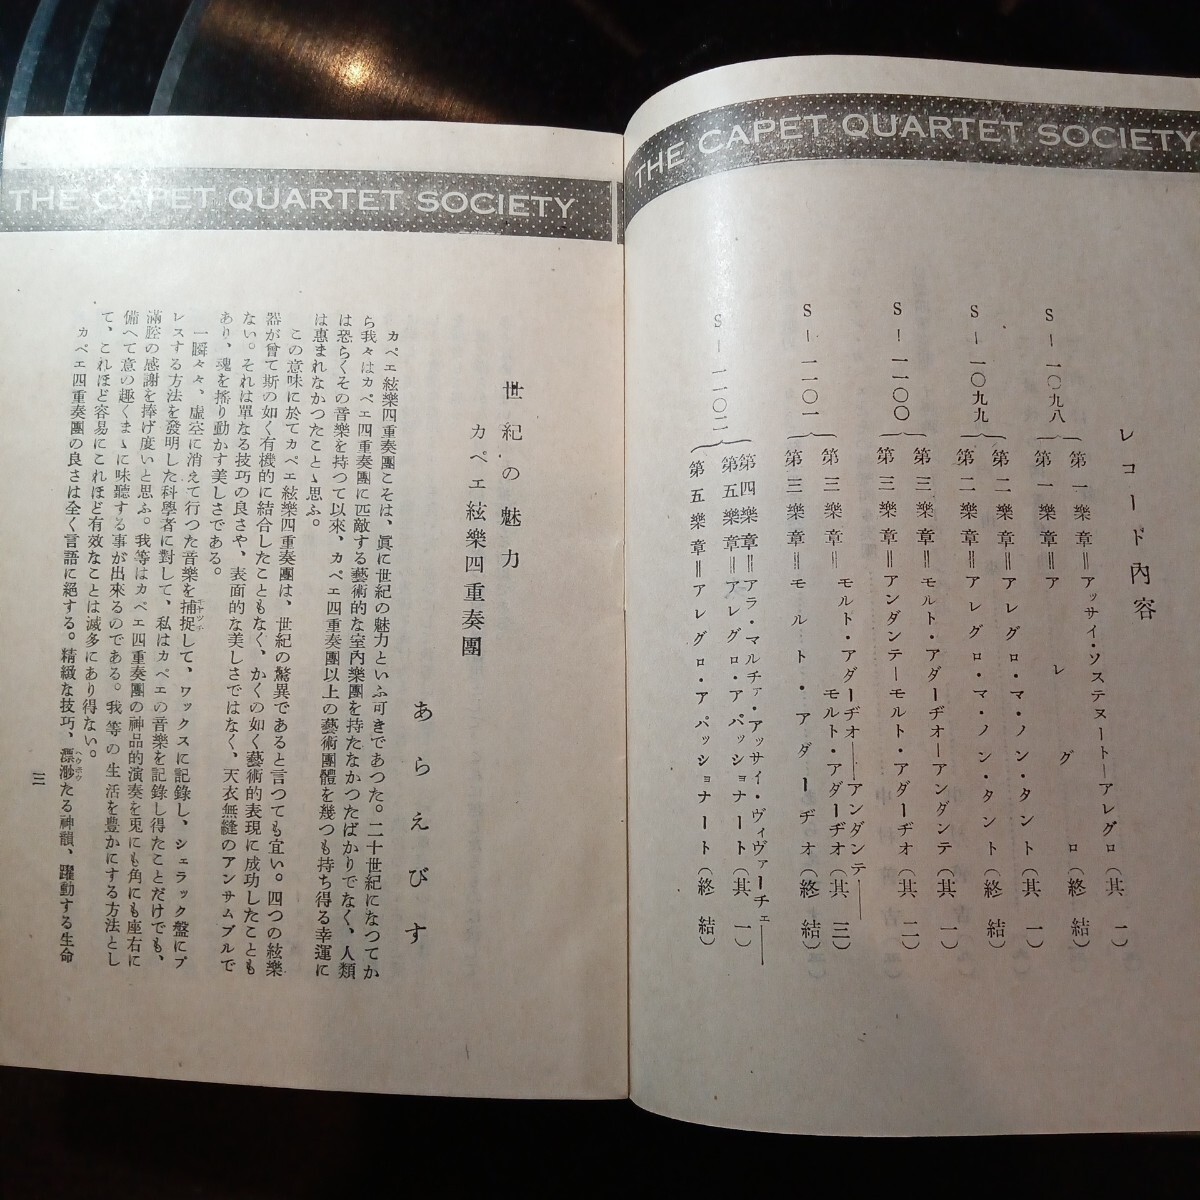 THE CAPET QUARTET SOCIETY
レコード內容
S―一〇九八
第一樂章＝アッサイ・ソステヌート―アレグロ（其一）
第一樂章＝アレグロ（終結）
S―一〇九九
第二樂章＝アレグロ・マ・ノン・タント（其一）
第二樂章＝アレグロ・マ・ノン・タント（終結）
S―一一〇〇
第三樂章＝モルト・アダーヂオ―アンダンテ（其一）
第三樂章＝アンダンテ―モルト・アダーヂオ（其二）
S―一一〇一
第三樂章＝モルト・アダーヂオ―アンダンテ―
モルト・アダーヂオ（其三）
第三樂章＝モルト・アダーヂオ（終結）
S―一一〇二
第四樂章＝アラ・マルチァ・アッサイ・ヴィヴァーチェ―
第五樂章＝アレグロ・アパッショナート（其一）
第五樂章＝アレグロ・アパッショナート（終結）
THE CAPET QUARTET SOCIETY
世紀の魅力
カペエ絃樂四重奏團
あらえびす
カペエ絃樂四重奏團こそは、眞に世紀の魅力といふ可きであつた。二十世紀になつてか
ら我々はカペエ四重奏團に匹敵する藝術的な室內樂團を持たなかつたばかりでなく、人類
は恐らくその音樂を持つて以來、カペエ四重奏團以上の藝術團體を幾つも持ち得る幸運に
は惠まれなかつたことゝ思ふ。
この意味に於てカペエ絃樂四重奏團は、世紀の驚異であると言つても宜い。四つの絃樂
器が曾て斯の如く有機的に結合したこともなく、かくの如く藝術的表現に成功したことも
ない。それは單なる技巧の良さや、表面的な美しさではなく、天衣無縫のアンサムブルで
あり、魂を搖り動かす美しさである。
一瞬々々、虛空に消えて行つた音樂を捕捉して、ワックスに記錄し、シェラック盤にプ
レスする方法を發明した科學者に對して、私はカペエの音樂を記錄し得たことだけでも、
滿腔の感謝を捧げ度いと思ふ。我等はカペエ四重奏團の神品的演奏を兎にも角にも座右に
備へて意の趣くまゝに味聽する事が出來るのである。我等の生活を豊かにする方法とし
て、これほど容易にこれほど有效なことは滅多にあり得ない。
カペエ四重奏團の良さは全く言語に絕する。精緻な技巧、漂渺たる神韻、躍動する生命
三